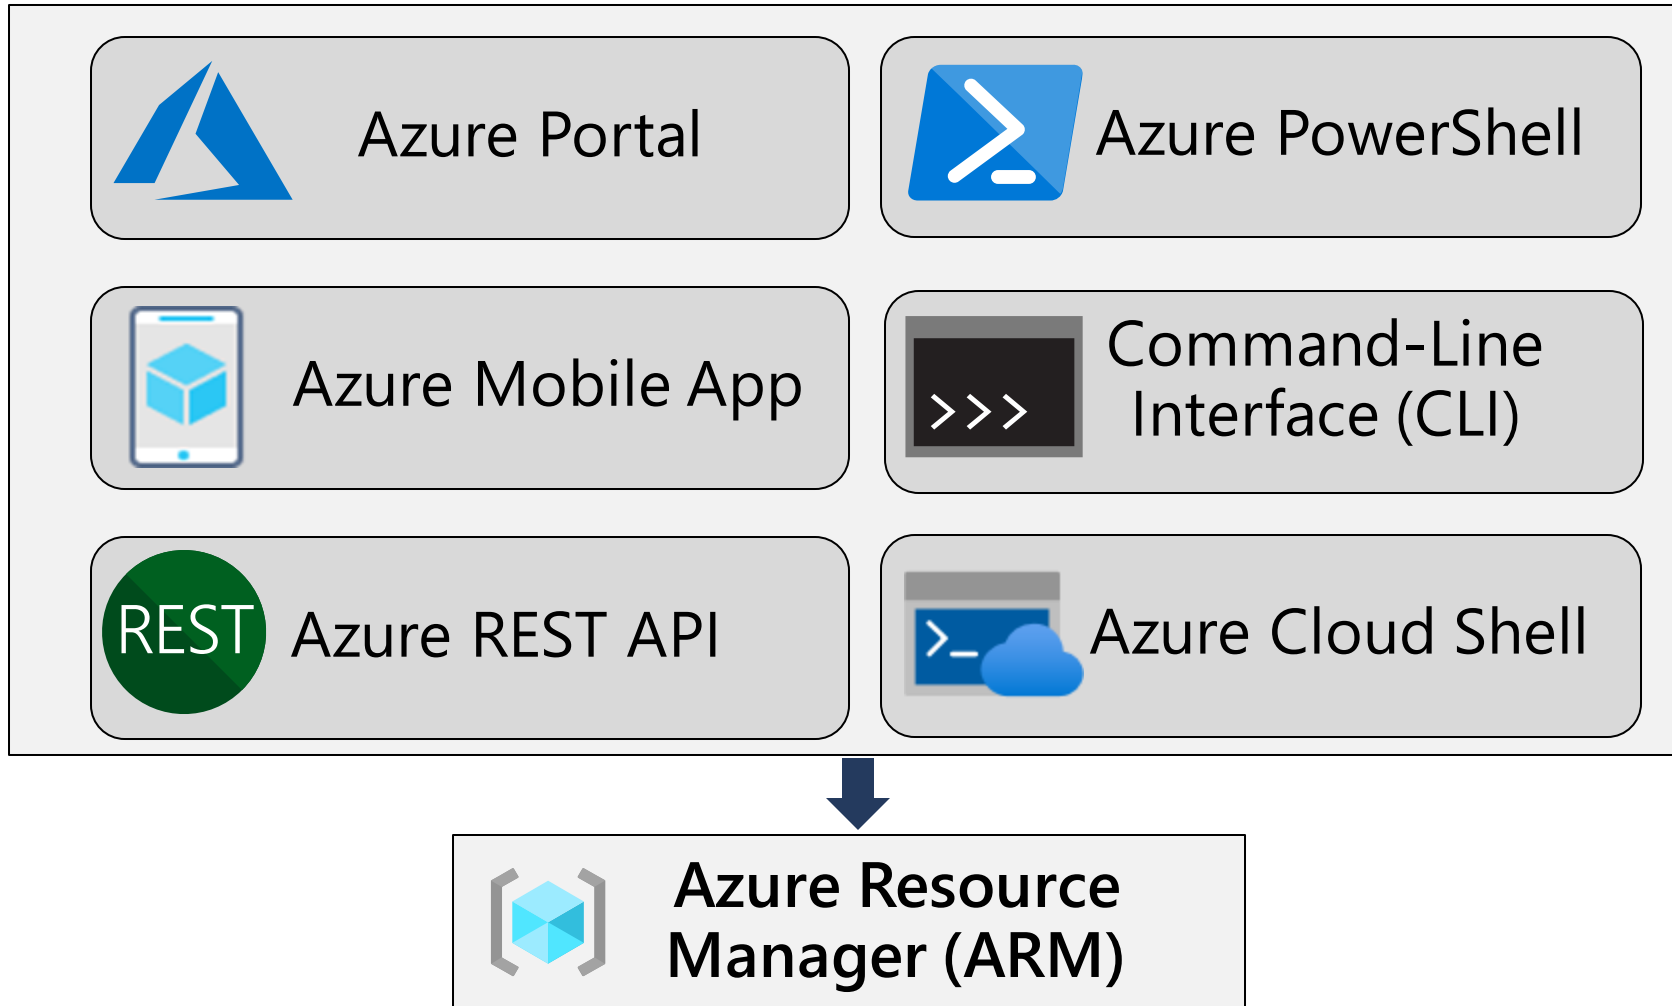 Azure Portal
Azure PowerShell
Azure Mobile App
Command-Line
Interface (CLI)
REST
Azure REST API
Azure Cloud Shell
Azure Resource
Manager (ARM)